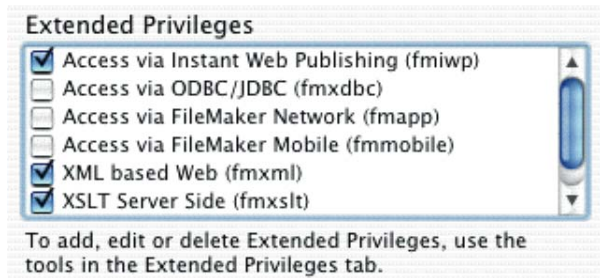 Extended Privileges
Access via Instant Web Publishing (fmiwp)
Access via ODBC/JDBC (fmxdbc)
Access via FileMaker Network (fmapp)
Access via FileMaker Mobile (fmmobile)
XML based Web (fmxml)
XSLT Server Side (fmxslt)
To add, edit or delete Extended Privileges, use the
tools in the Extended Privileges tab.